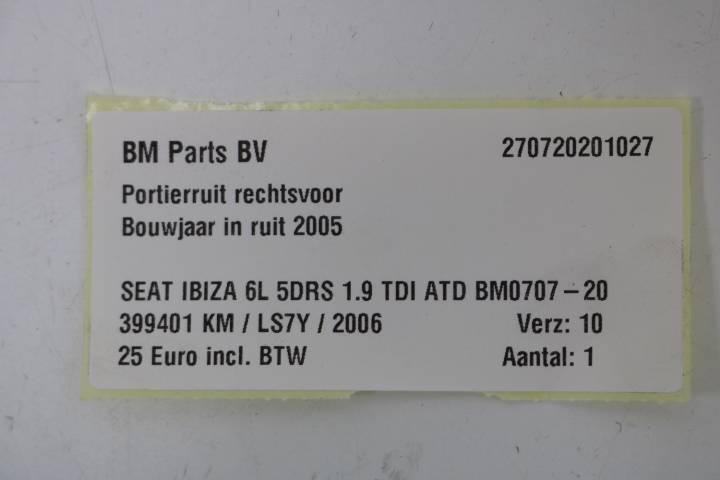 BM Parts BV 270720201027
Portierruit rechtsvoor
Bouwjaar in ruit 2005
SEAT IBIZA 6L 5DRS 1.9 TDI ATD BM0707-20
399401 KM / LS7Y / 2006 Verz: 10
25 Euro incl. BTW Aantal: 1